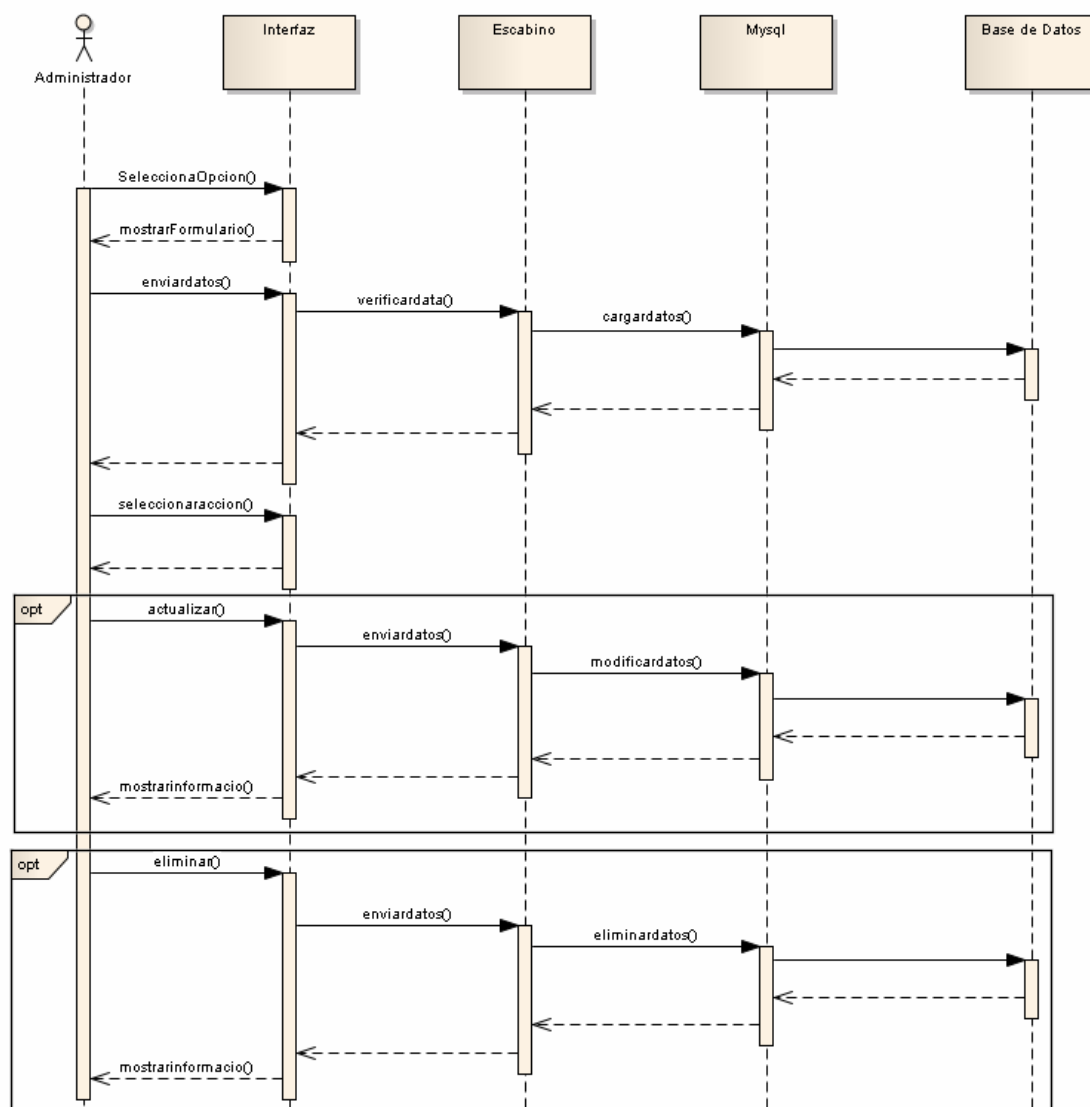 Interfaz
Escabino
Mysql
Base de Datos
Administrador
SeleccionaOpcion()
mostrarFormulario()
enviardatos()
verificardata()
cargardatos()
seleccionaraccion()
opt
actualizar()
enviardatos()
modificardatos()
mostrarinformacio()
opt
eliminar()
enviardatos()
eliminardatos()
mostrarinformacio()